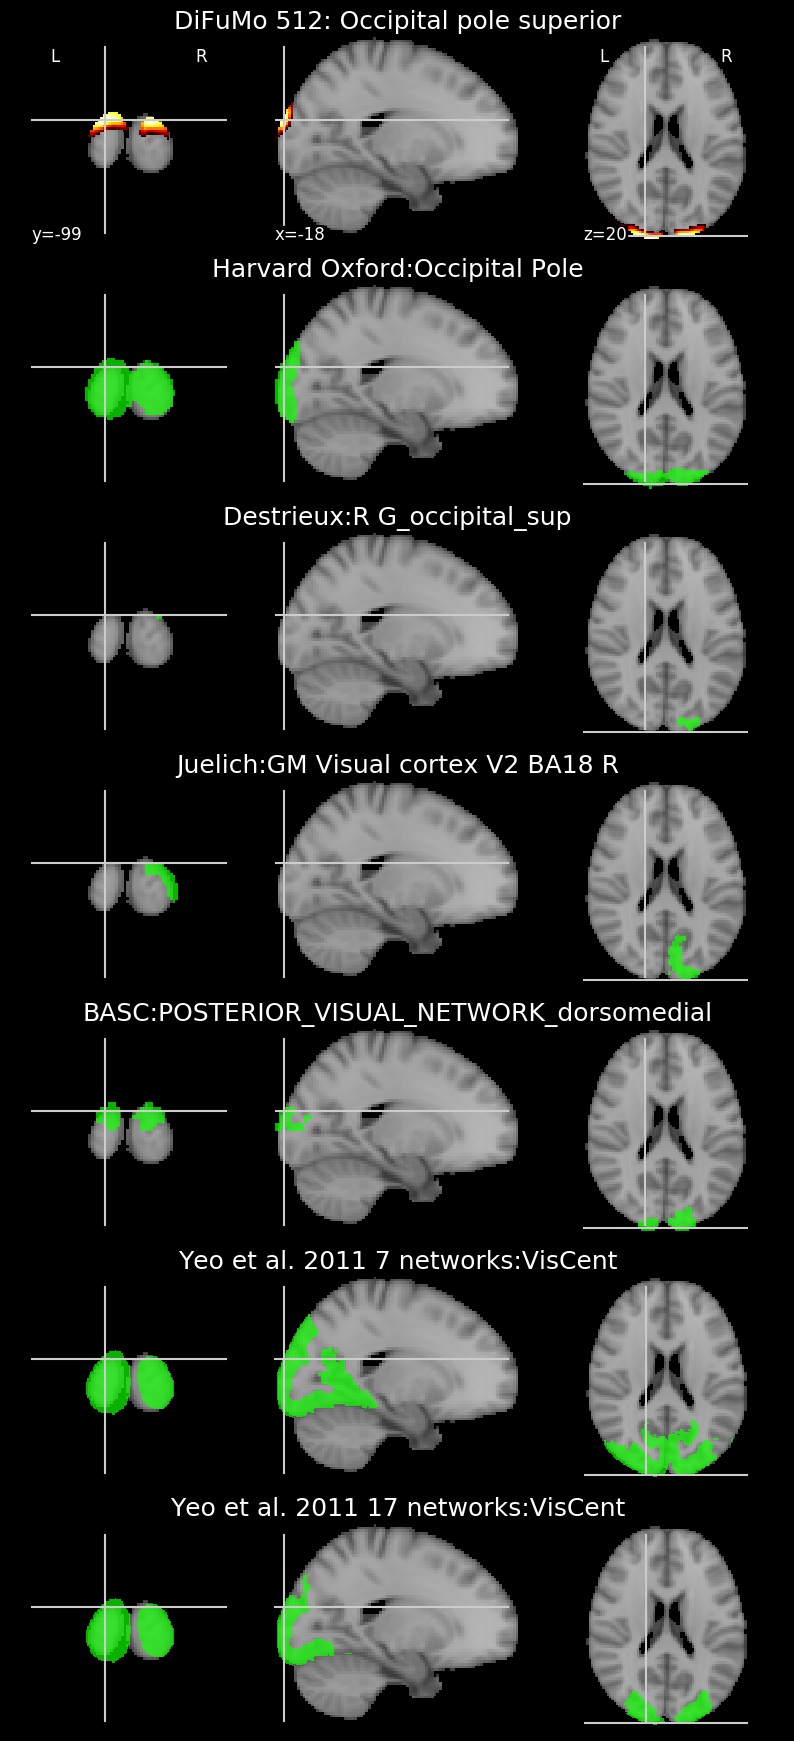 DiFuMo 512: Occipital pole superior
L R L R
y=-99 x=-18 z=20
Harvard Oxford:Occipital Pole
Destrieux:R G_occipital_sup
Juelich:GM Visual cortex V2 BA18 R
BASC:POSTERIOR_VISUAL_NETWORK_dorsomedial
Yeo et al. 2011 7 networks:VisCent
Yeo et al. 2011 17 networks:VisCent